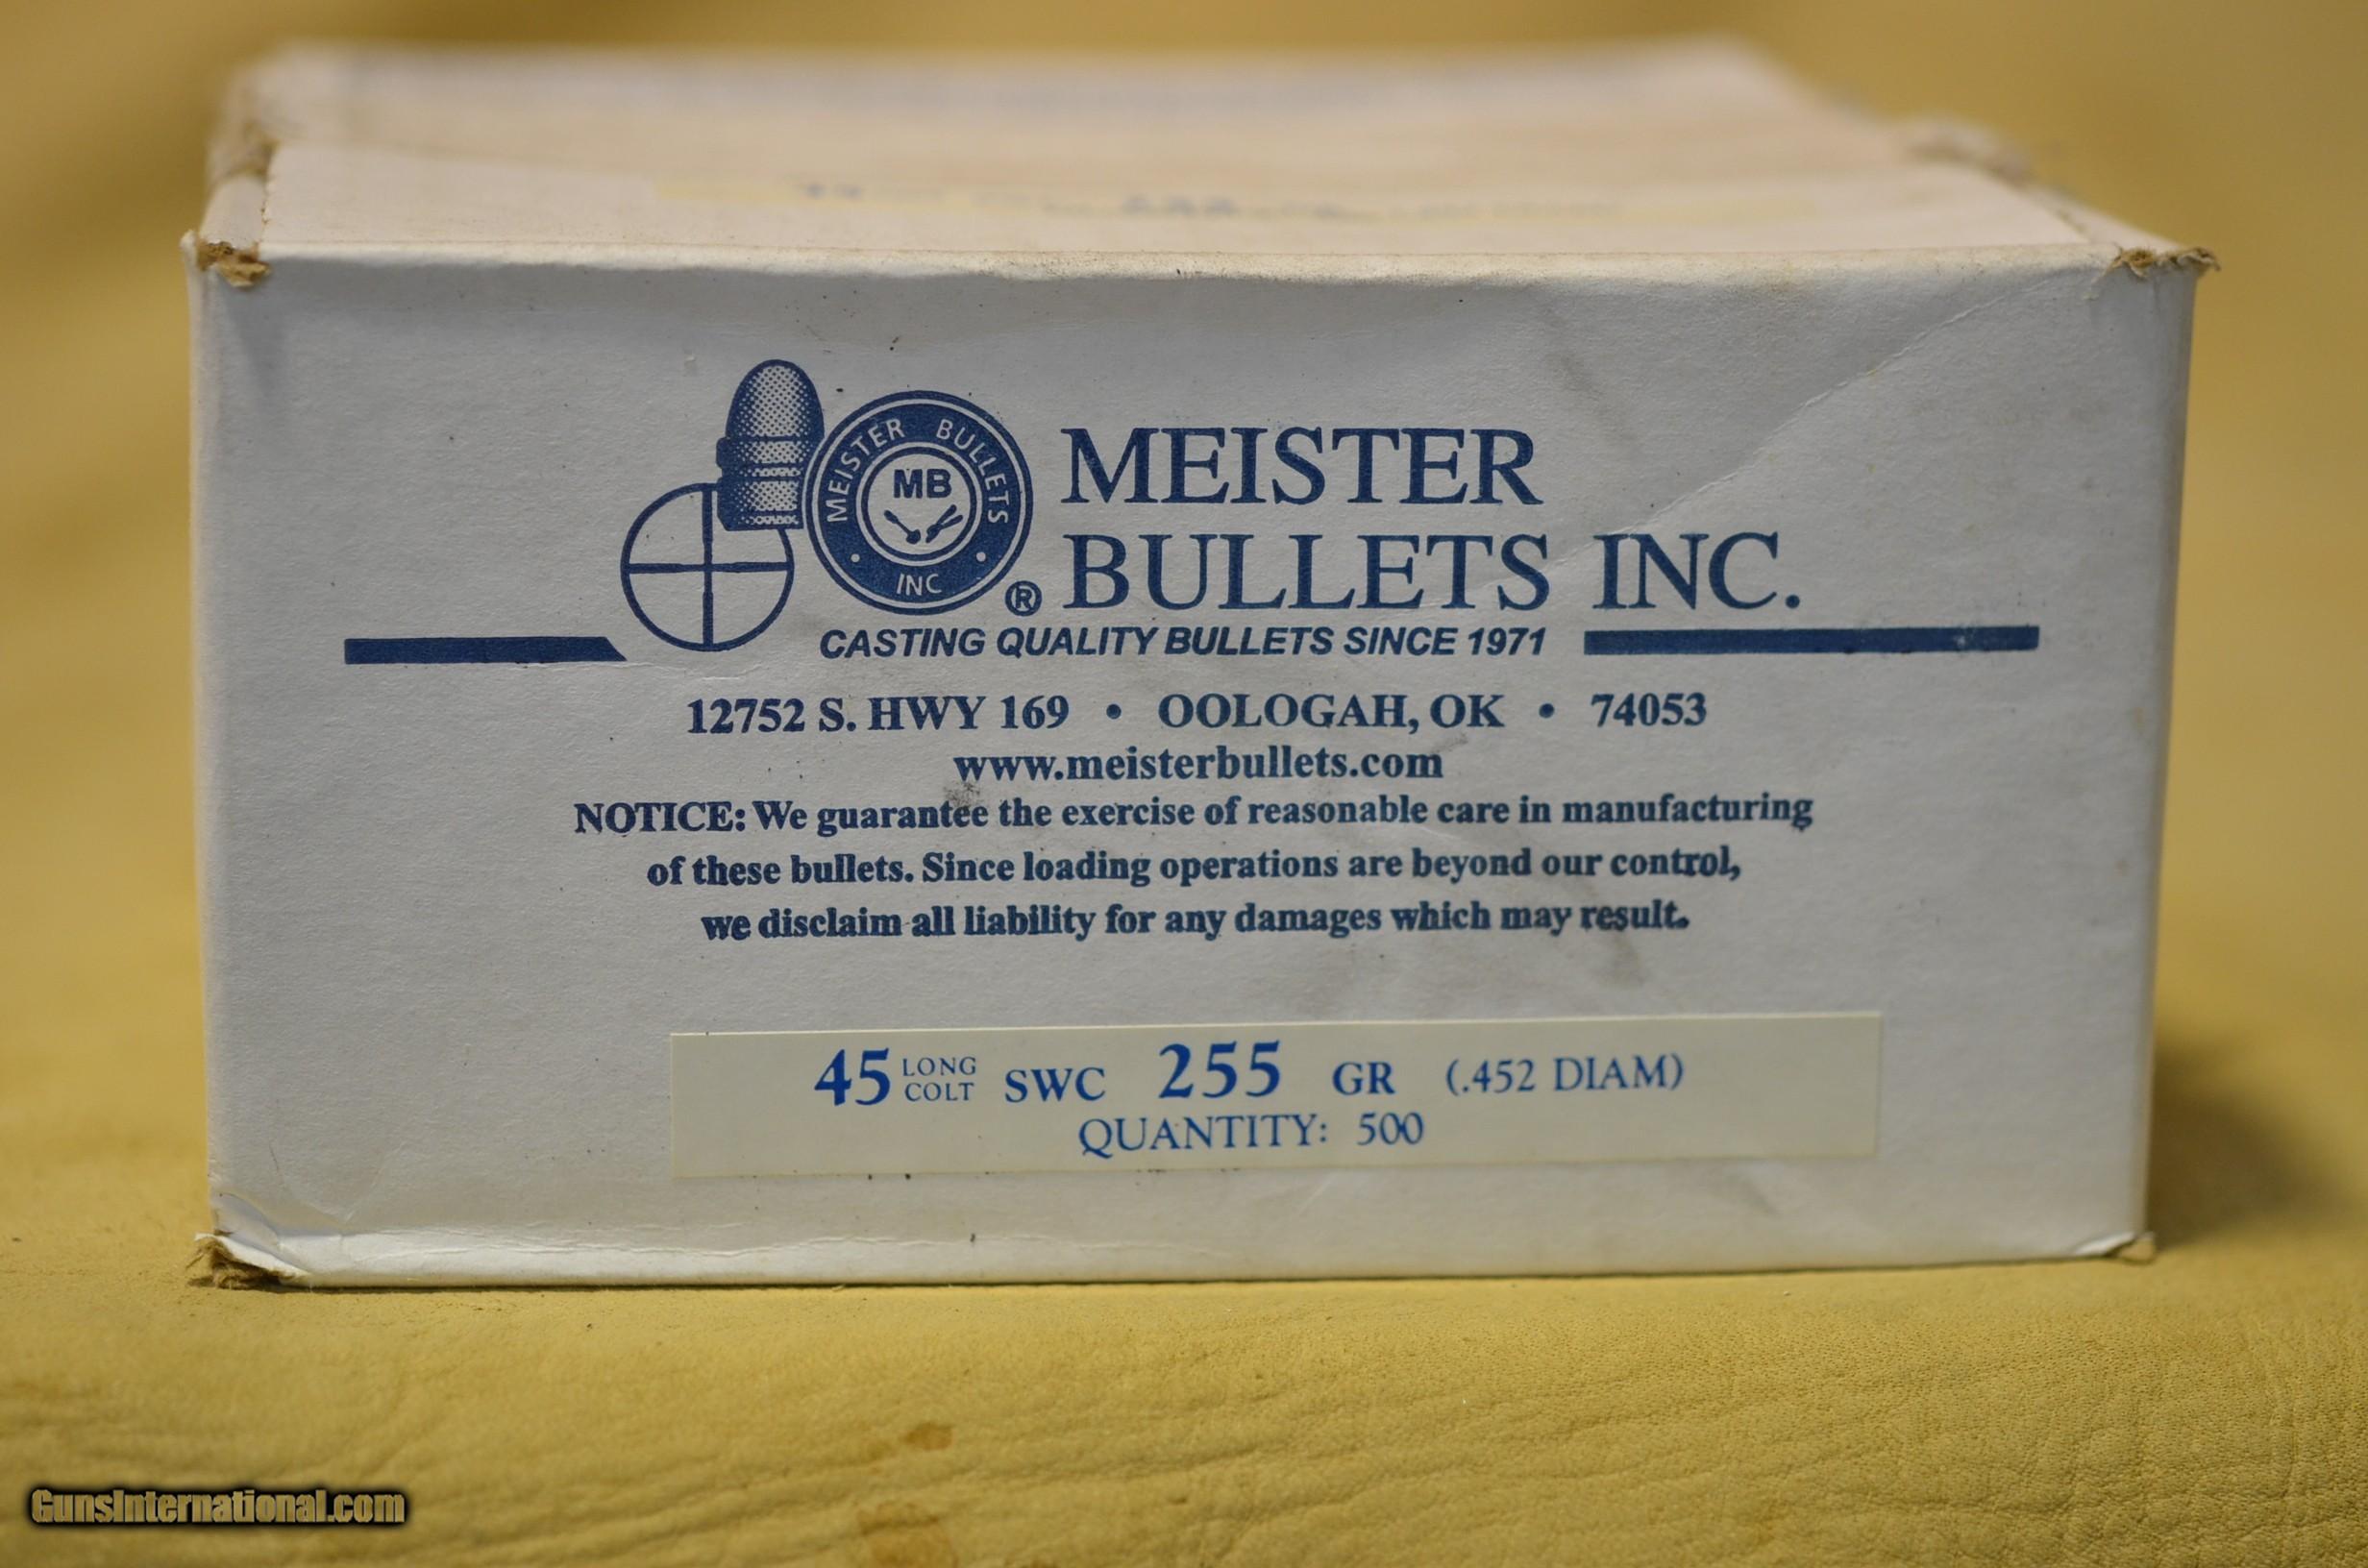 MEISTER BULLETS
MB
INC
®
MEISTER
BULLETS INC.
CASTING QUALITY BULLETS SINCE 1971
12752 S. HWY 169 • OOLOGAH, OK • 74053
www.meisterbullets.com
NOTICE: We guarantee the exercise of reasonable care in manufacturing
of these bullets. Since loading operations are beyond our control,
we disclaim all liability for any damages which may result.
45 LONG COLT SWC 255 GR (.452 DIAM)
QUANTITY: 500
GunsInternational.com